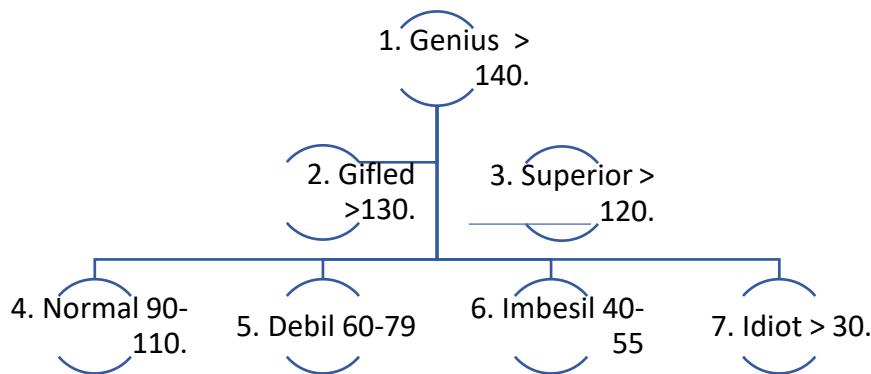 1. Genius >
140.
2. Gifled
>130.
3. Superior >
120.
4. Normal 90-
110.
5. Debil 60-79
6. Imbesil 40-
55
7. Idiot > 30.